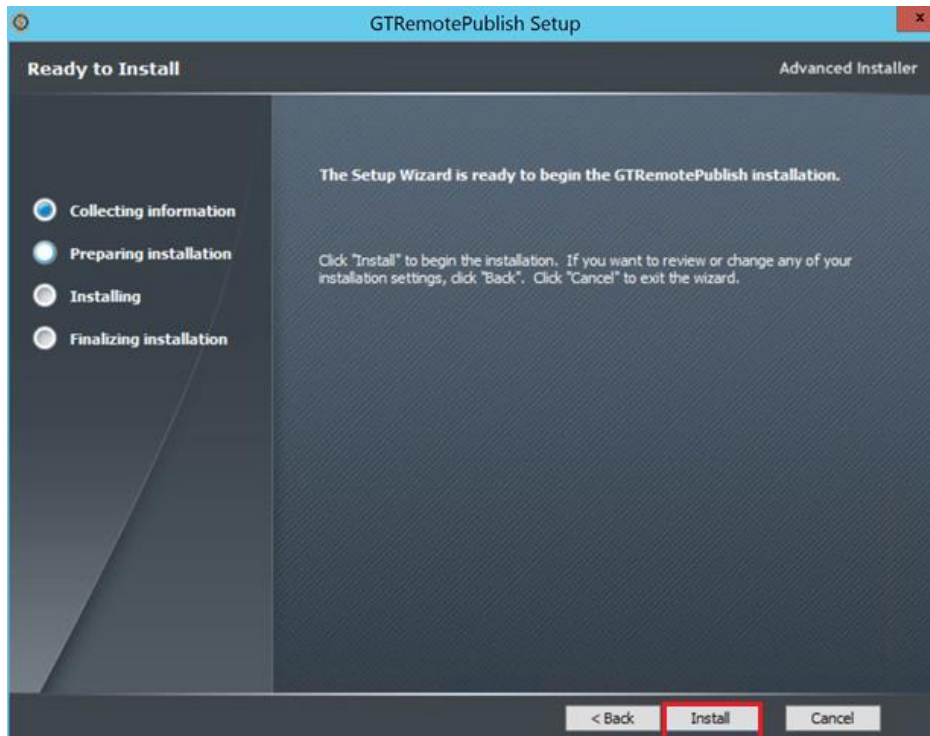 GTRemotePublish Setup
x
Ready to Install
Advanced Installer
The Setup Wizard is ready to begin the GTRemotePublish installation.
Collecting information
Preparing installation
Click "Install" to begin the installation. If you want to review or change any of your
installation settings, click "Back". Click "Cancel" to exit the wizard.
Installing
Finalizing installation
< Back
Install
Cancel